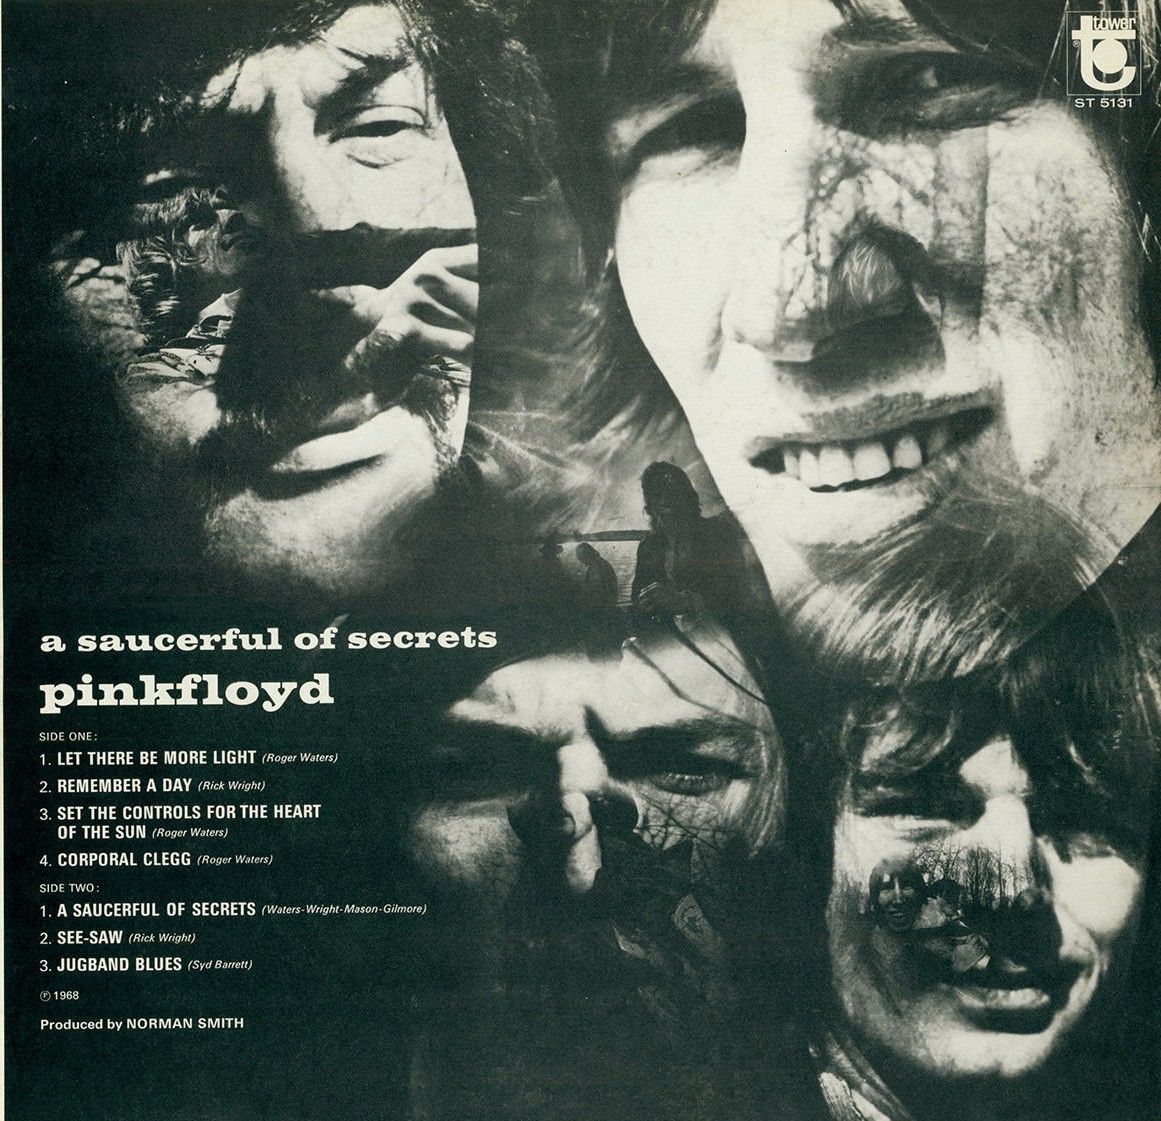 tower
ST 5131
a saucerful of secrets
pinkfloyd
SIDE ONE:
1. LET THERE BE MORE LIGHT (Roger Waters)
2. REMEMBER A DAY (Rick Wright)
3. SET THE CONTROLS FOR THE HEART
OF THE SUN (Roger Waters)
4. CORPORAL CLEGG (Roger Waters)
SIDE TWO:
1. A SAUCERFUL OF SECRETS (Waters-Wright-Mason-Gilmore)
2. SEE-SAW (Rick Wright)
3. JUGBAND BLUES (Syd Barrett)
℗ 1968
Produced by NORMAN SMITH